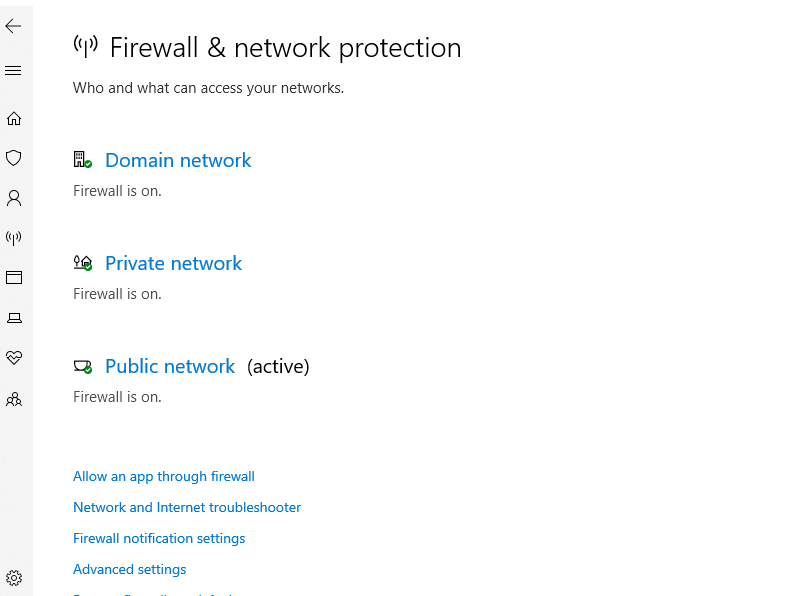 Firewall & network protection
Who and what can access your networks.
Domain network
Firewall is on.
Private network
Firewall is on.
Public network (active)
Firewall is on.
Allow an app through firewall
Network and Internet troubleshooter
Firewall notification settings
Advanced settings